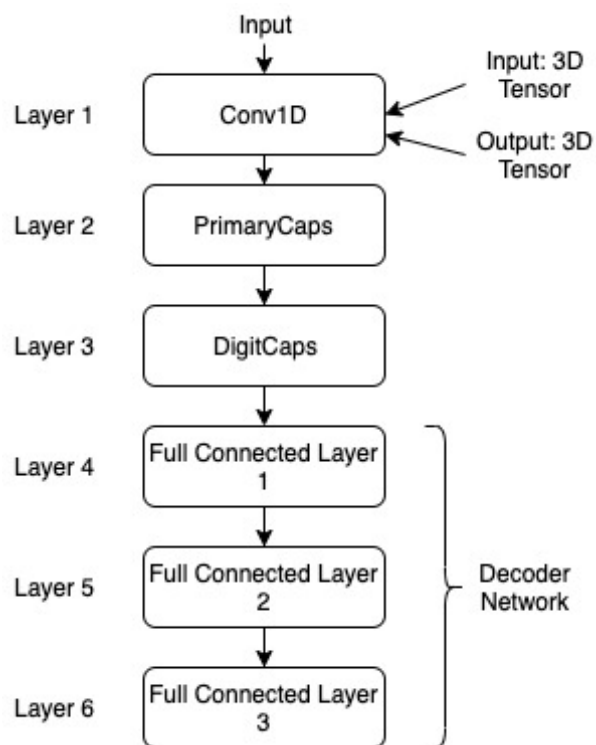 Input
Layer 1
Conv1D
Input: 3D
Tensor
Output: 3D
Tensor
Layer 2
PrimaryCaps
Layer 3
DigitCaps
Layer 4
Full Connected Layer
1
Layer 5
Full Connected Layer
2
Decoder
Network
Layer 6
Full Connected Layer
3